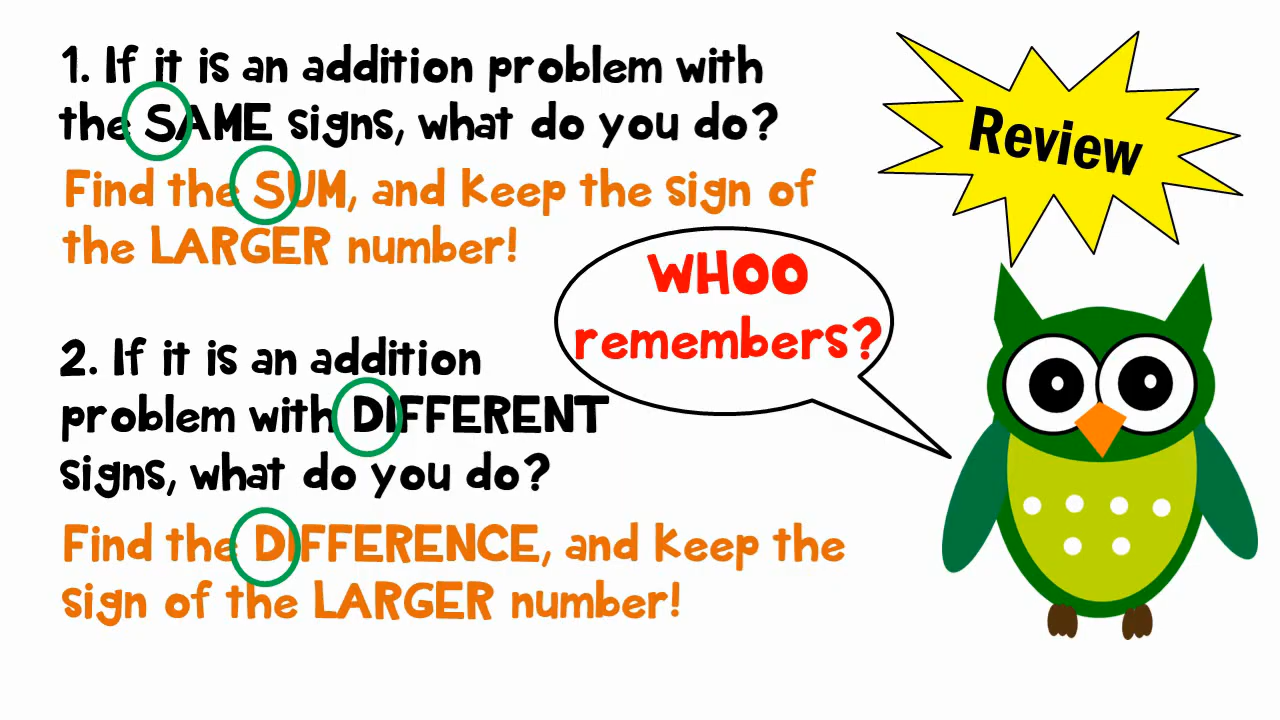 1. If it is an addition problem with
the SAME signs, what do you do?
Find the SUM, and keep the sign of
the LARGER number!
Review
WHOO
remembers?
2. If it is an addition
problem with DIFFERENT
signs, what do you do?
Find the DIFFERENCE, and keep the
sign of the LARGER number!